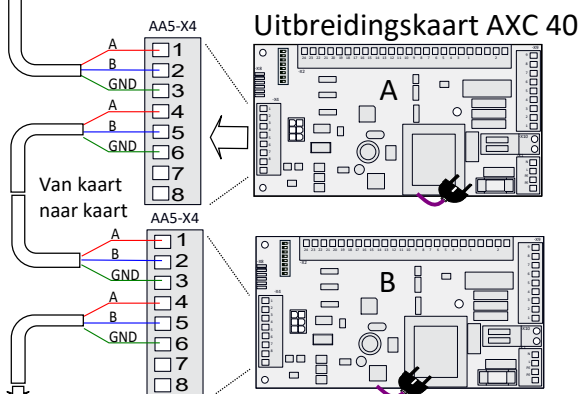 Uitbreidingskaart AXC 40
AA5-X4
A 1
B 2
GND 3
A 4
B 5
GND 6
7
8
A
Van kaart
naar kaart
AA5-X4
A 1
B 2
GND 3
A 4
B 5
GND 6
7
8
B